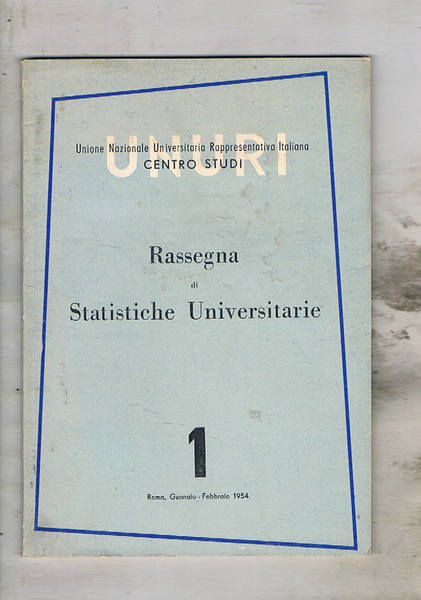 UNURI
Unione Nazionale Universitaria Rappresentativa Italiana
CENTRO STUDI
Rassegna
di
Statistiche Universitarie
1
Roma, Gennaio - Febbraio 1954